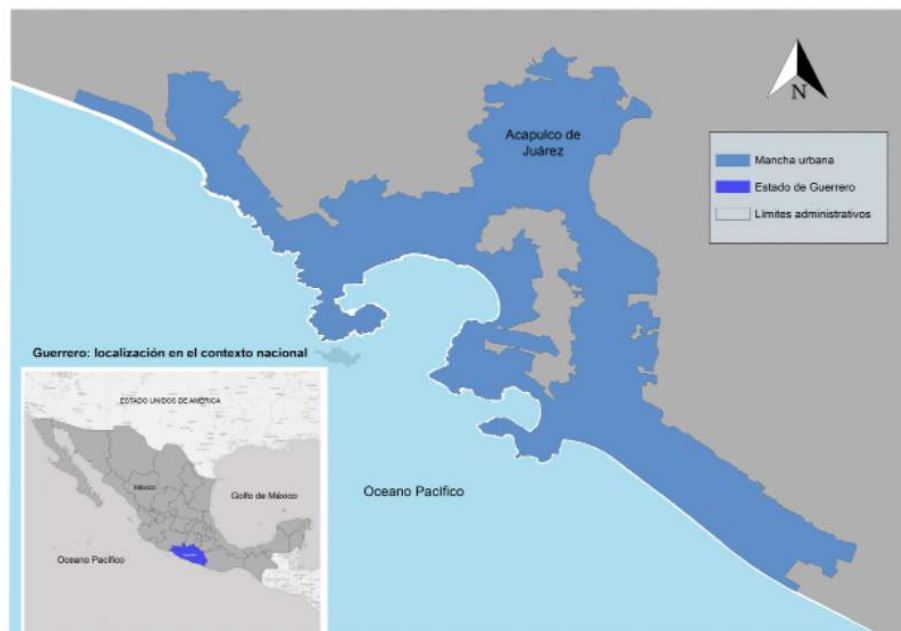 N
Acapulco de
Juárez
Mancha urbana
Estado de Guerrero
Límites administrativos
Guerrero: localización en el contexto nacional
ESTADO UNIDOS DE AMÉRICA
México
Golfo de México
Oceano Pacífico
Oceano Pacífico